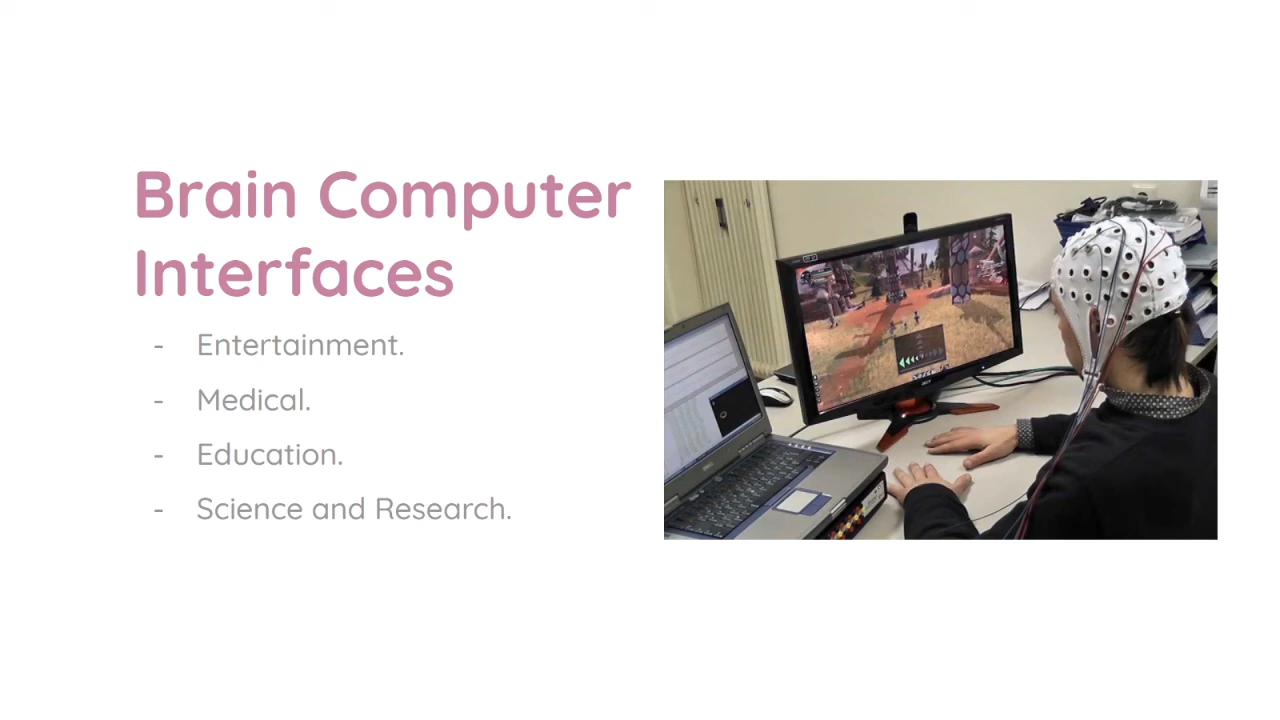 Brain Computer
Interfaces
- Entertainment.
- Medical.
- Education.
- Science and Research.